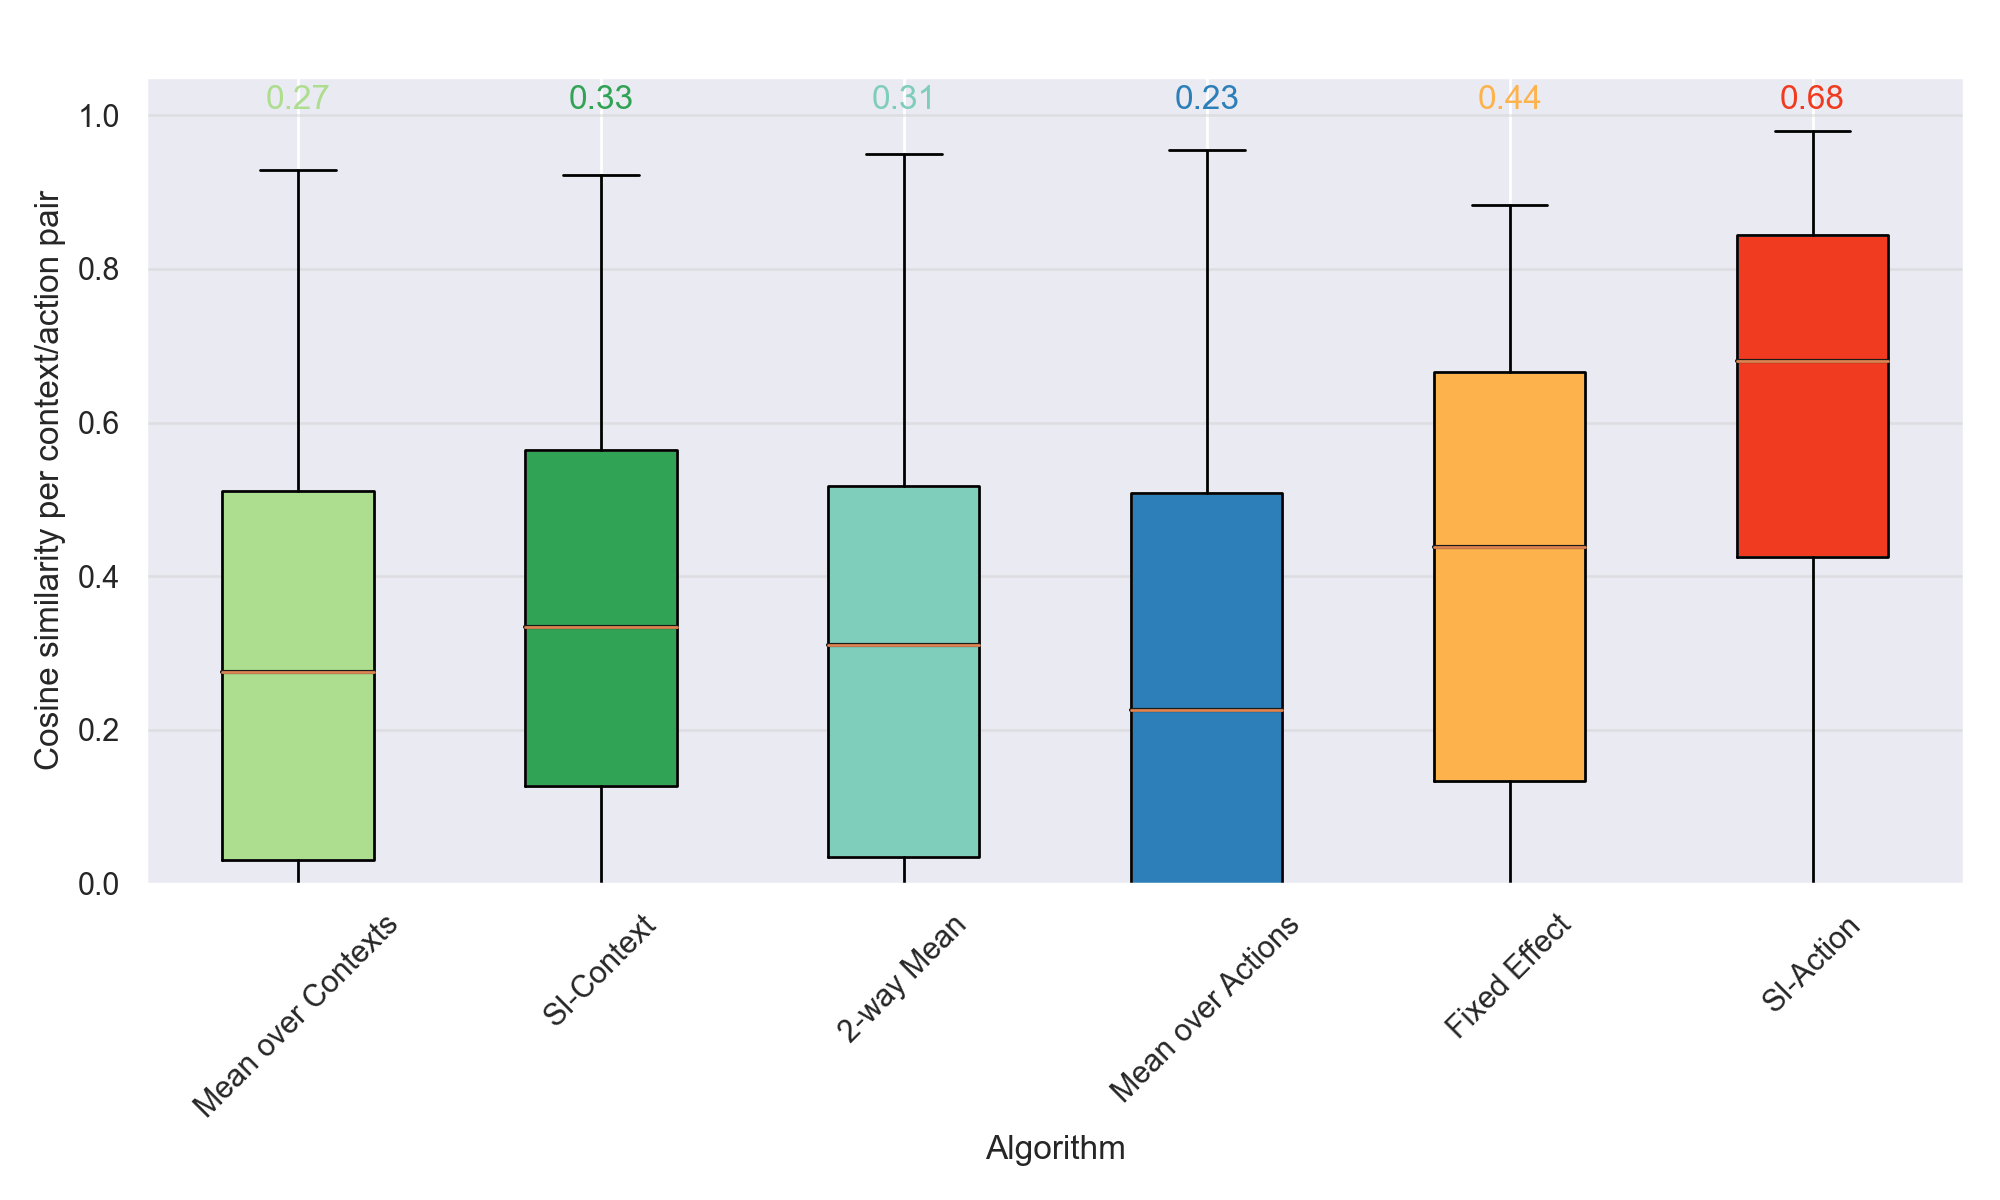 0.27 0.33 0.31 0.23 0.44 0.68
1.0
0.8
0.6
0.4
0.2
0.0
Cosine similarity per context/action pair
Mean over Contexts
SI-Context
2-way Mean
Mean over Actions
Fixed Effect
SI-Action
Algorithm